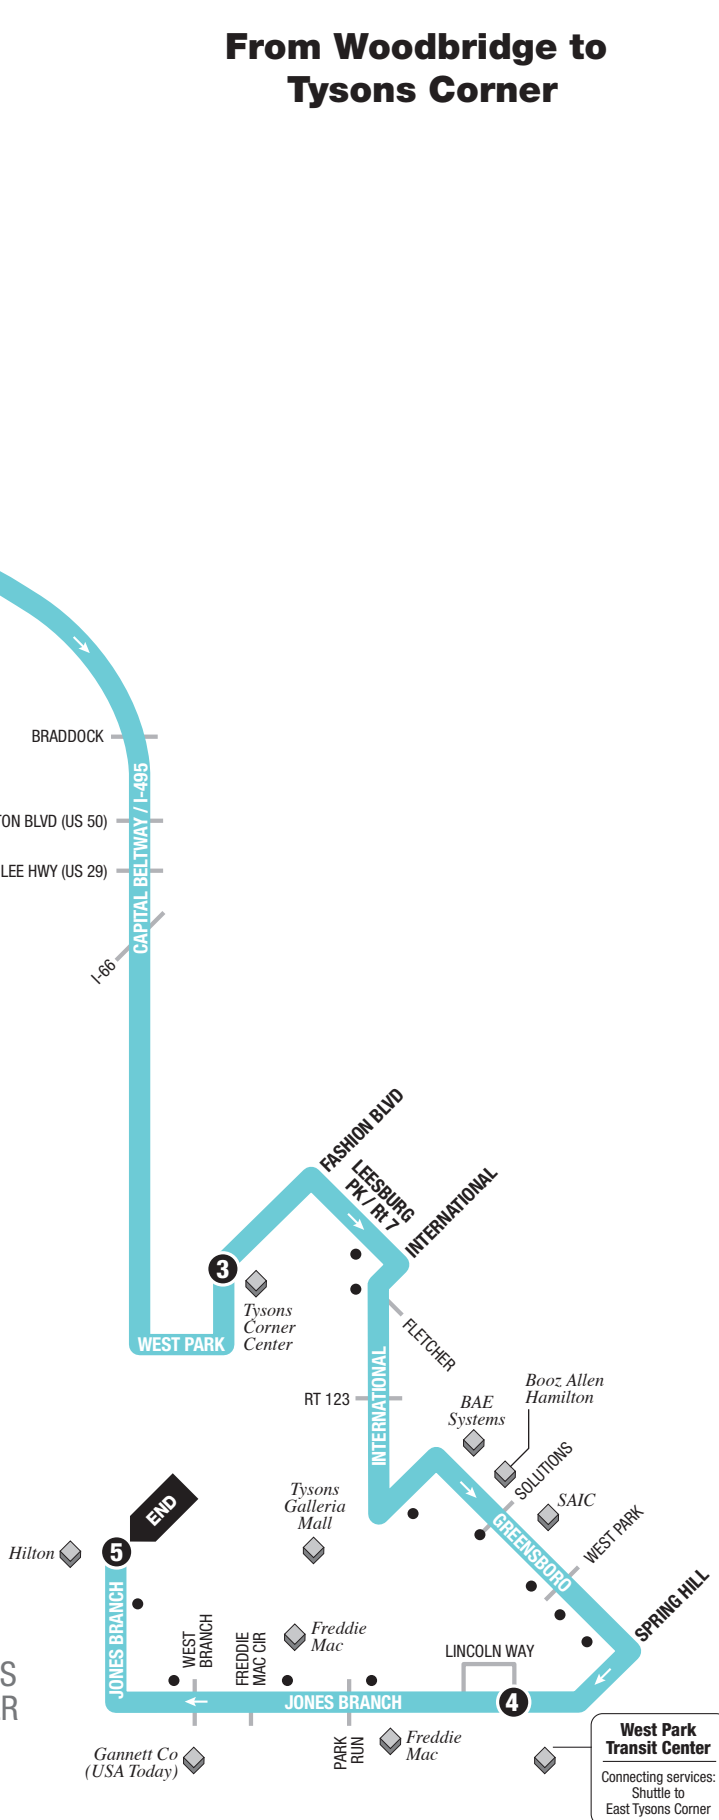 From Woodbridge to
Tysons Corner
BRADDOCK
CAPITAL BELTWAY / I-495
TON BLVD (US 50)
LEE HWY (US 29)
I-66
FASHION BLVD
LEESBURG
PK / Rt 7
INTERNATIONAL
3
Tysons
Corner
Center
WEST PARK
FLETCHER
RT 123
INTERNATIONAL
Booz Allen
Hamilton
BAE
Systems
SOLUTIONS
SAIC
GREENSBORO
WEST PARK
Tysons
Galleria
Mall
END
Hilton
5
JONES BRANCH
SPRING HILL
WEST
BRANCH
FREDDIE
MAC CIR
Freddie
Mac
LINCOLN WAY
S
R
JONES BRANCH
4
Gannett Co
(USA Today)
PARK
RUN
Freddie
Mac
West Park
Transit Center
Connecting services:
Shuttle to
East Tysons Corner